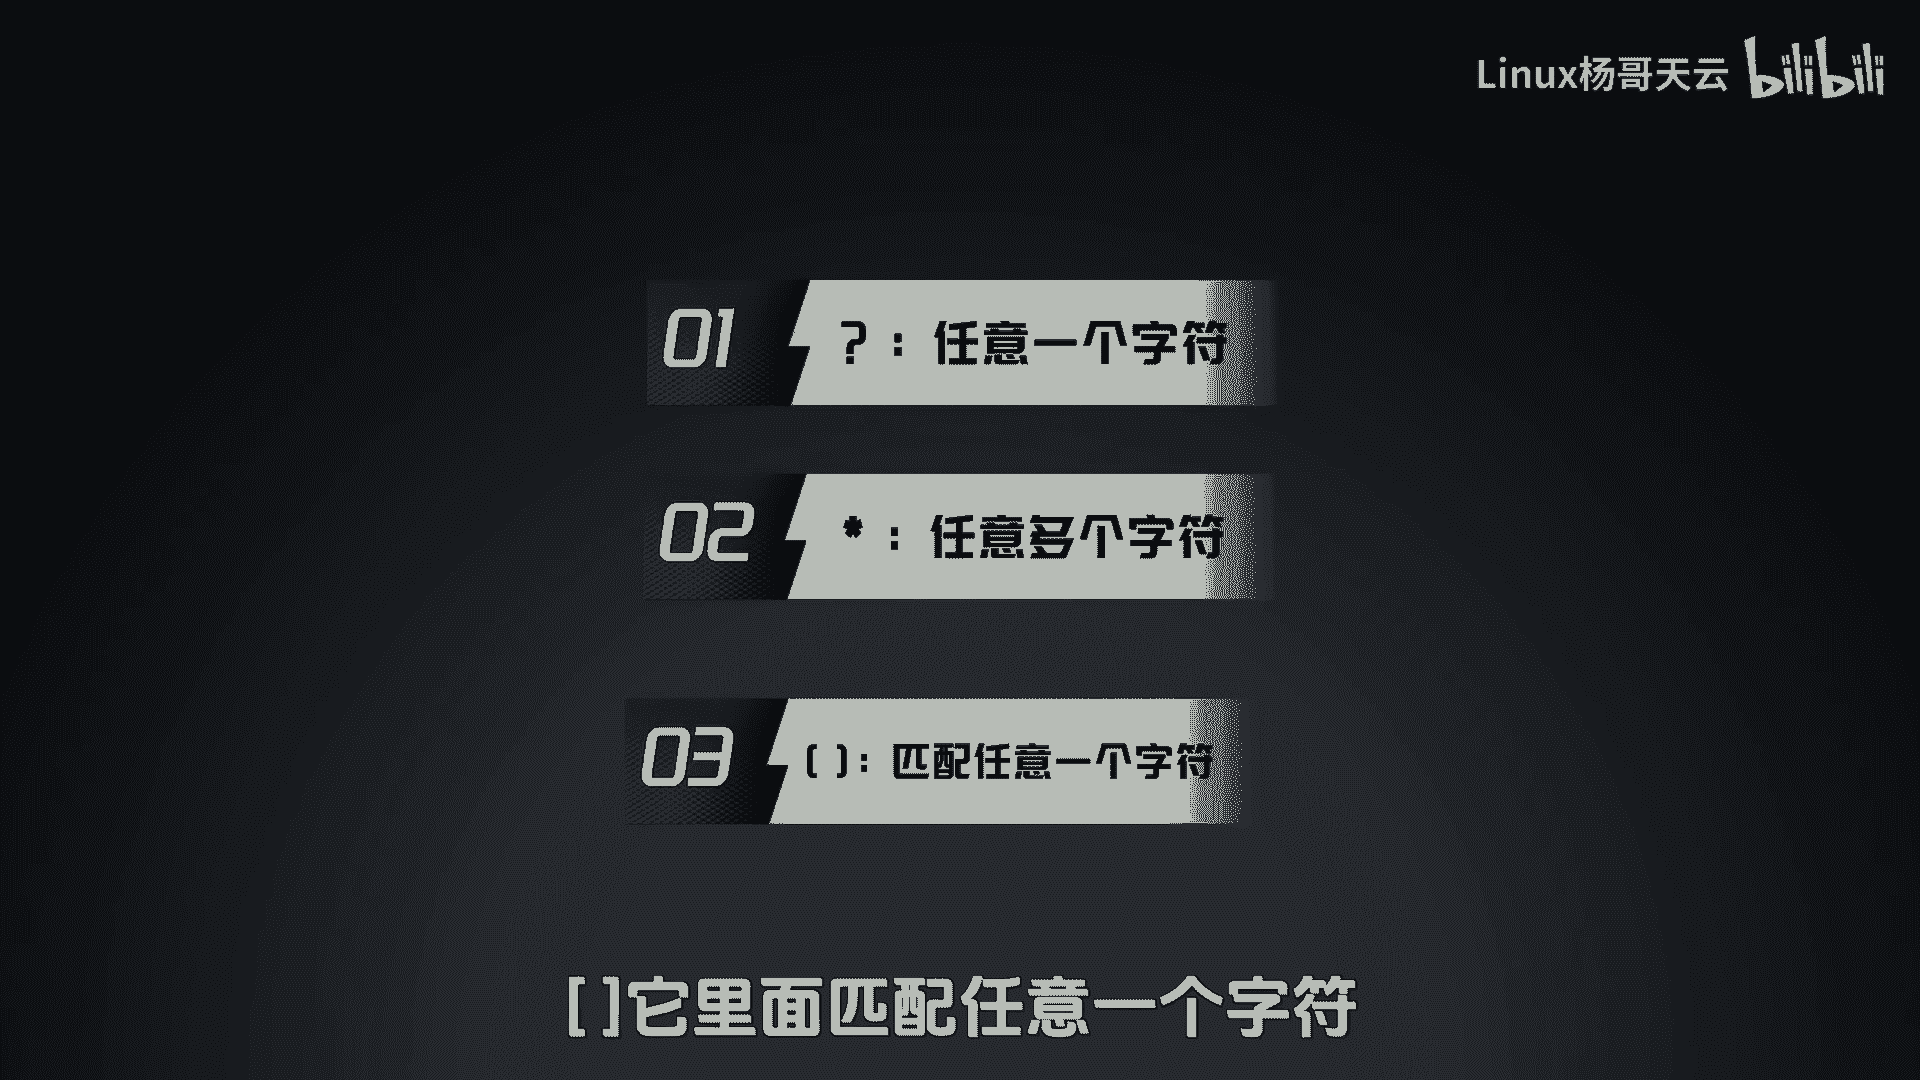 Linux杨哥天云 bilibili
01 ? : 任意一个字符
02 * : 任意多个字符
03 [ ]: 匹配任意一个字符
[ ]它里面匹配任意一个字符